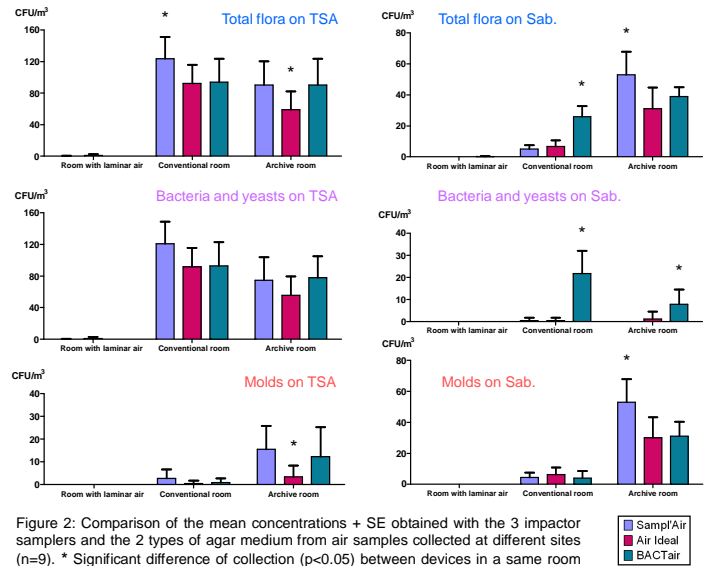 CFU/m³
Total flora on TSA
160
120
80
40
0
*
*
Room with laminar air
Conventional room
Archive room
CFU/m³
Total flora on Sab.
80
60
40
20
0
*
*
Room with laminar air
Conventional room
Archive room
Bacteria and yeasts on TSA
CFU/m³
160
120
80
40
0
Room with laminar air
Conventional room
Archive room
Bacteria and yeasts on Sab.
CFU/m³
40
30
20
10
0
*
*
Room with laminar air
Conventional room
Archive room
CFU/m³
Molds on TSA
40
30
20
10
0
*
Room with laminar air
Conventional room
Archive room
CFU/m³
Molds on Sab.
80
60
40
20
0
*
Room with laminar air
Conventional room
Archive room
Figure 2: Comparison of the mean concentrations + SE obtained with the 3 impactor
samplers and the 2 types of agar medium from air samples collected at different sites
(n=9). * Significant difference of collection (p<0.05) between devices in a same room
Sampl'Air
Air Ideal
BACTair